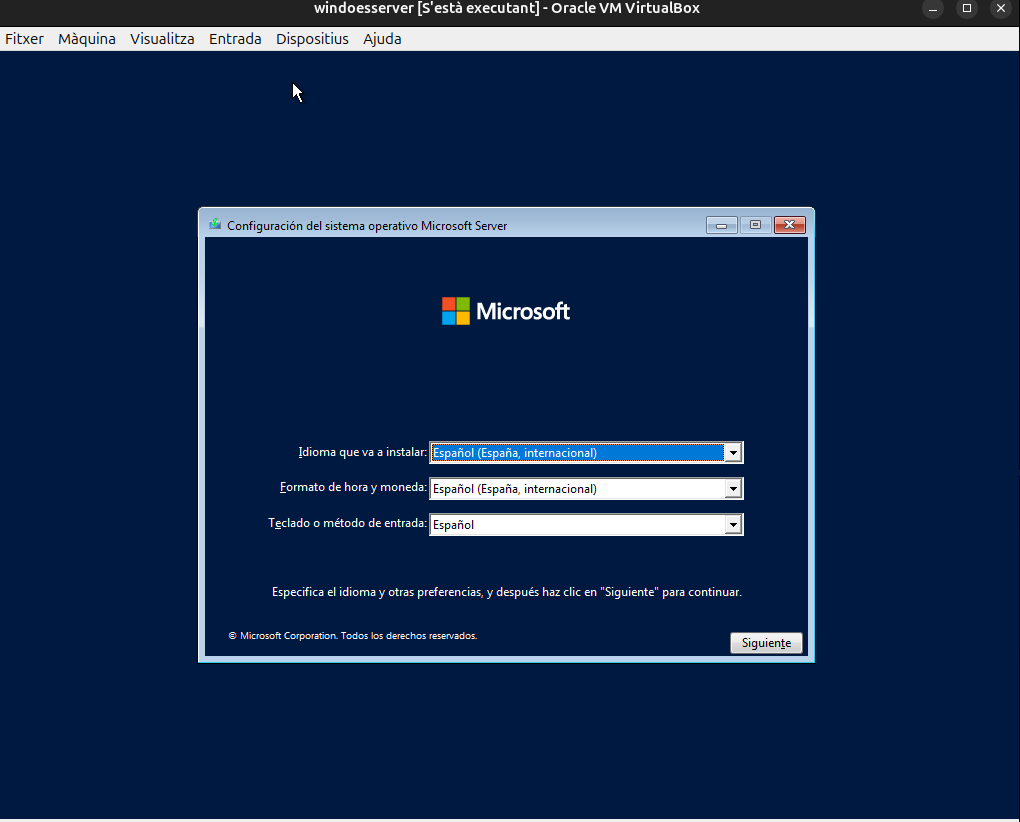 windoesserver [S'està executant] - Oracle VM VirtualBox
Fitxer Màquina Visualitza Entrada Dispositius Ajuda
Configuración del sistema operativo Microsoft Server
Microsoft
Idioma que va a instalar: Español (España, internacional)
Formato de hora y moneda: Español (España, internacional)
Teclado o método de entrada: Español
Especifica el idioma y otras preferencias, y después haz clic en "Siguiente" para continuar.
© Microsoft Corporation. Todos los derechos reservados.
Siguiente